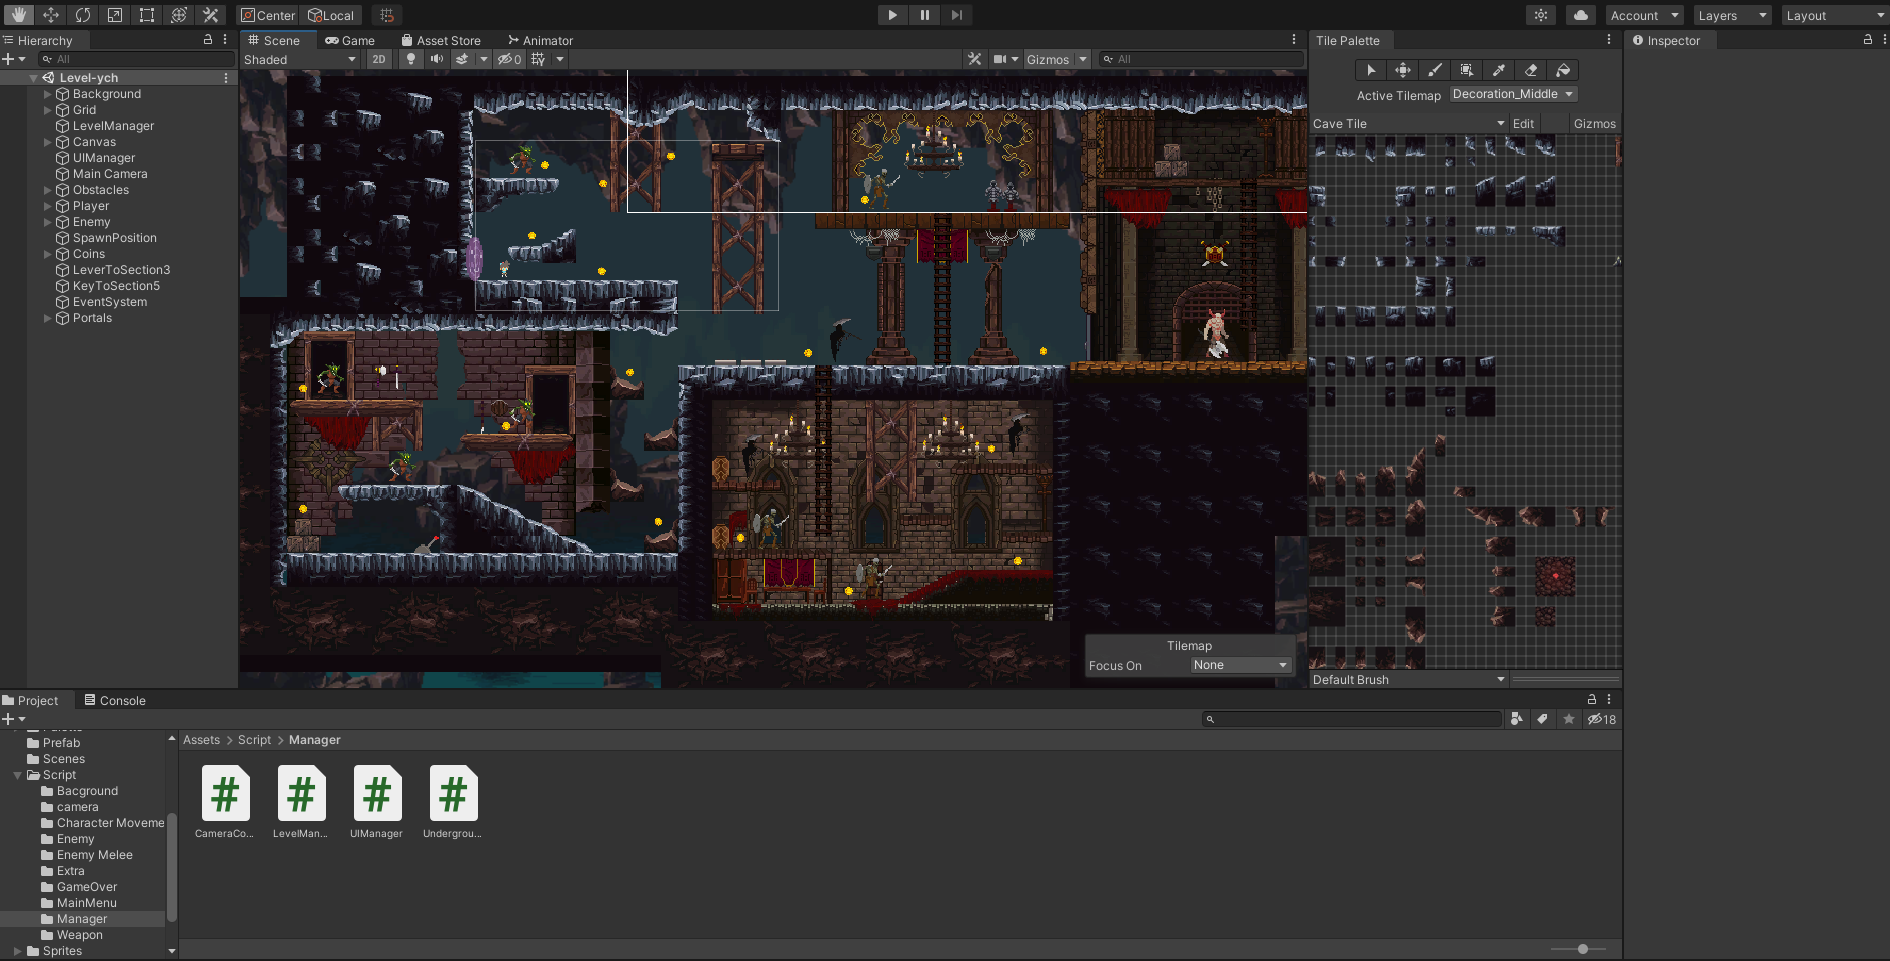 Center
Local
Account
Layers
Layout
Hierarchy
Scene
Game
Asset Store
Animator
Tile Palette
Inspector
All
Shaded
2D
0
Gizmos
All
Level-ych
Background
Grid
LevelManager
Canvas
UIManager
Main Camera
Obstacles
Player
Enemy
SpawnPosition
Coins
LeverToSection3
KeyToSection5
EventSystem
Portals
Active Tilemap
Decoration_Middle
Cave Tile
Edit
Gizmos
Tilemap
Focus On
None
Default Brush
Project
Console
18
Prefab
Scenes
Script
Bacground
camera
Character Moveme
Enemy
Enemy Melee
Extra
GameOver
MainMenu
Manager
Weapon
Sprites
Assets > Script > Manager
# # # #
CameraCo...
LevelMan...
UIManager
Undergrou...